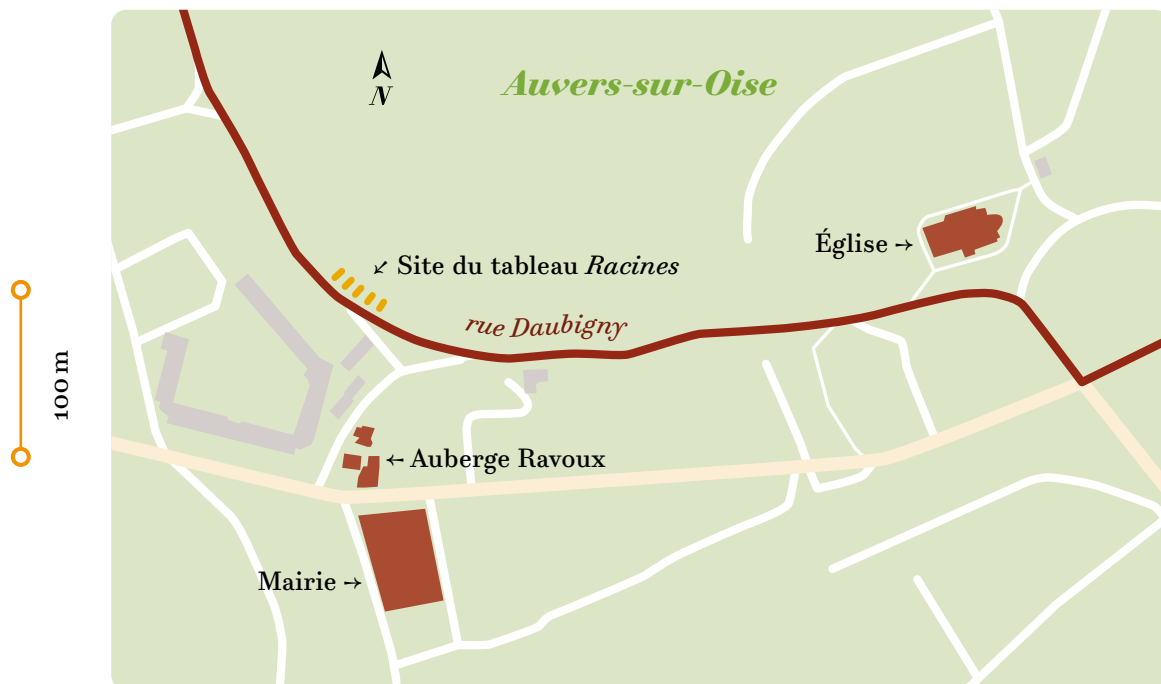 Auvers-sur-Oise
N
Église →
↙ Site du tableau Racines
rue Daubigny
100 m
← Auberge Ravoux
Mairie →